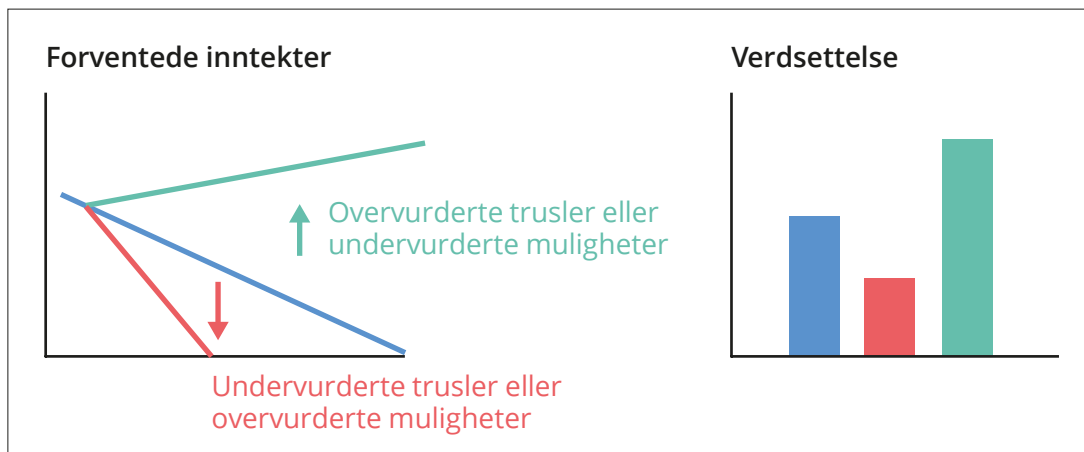 Forventede inntekter
Verdsettelse
Overvurderte trusler eller
undervurderte muligheter
Undervurderte trusler eller
overvurderte muligheter